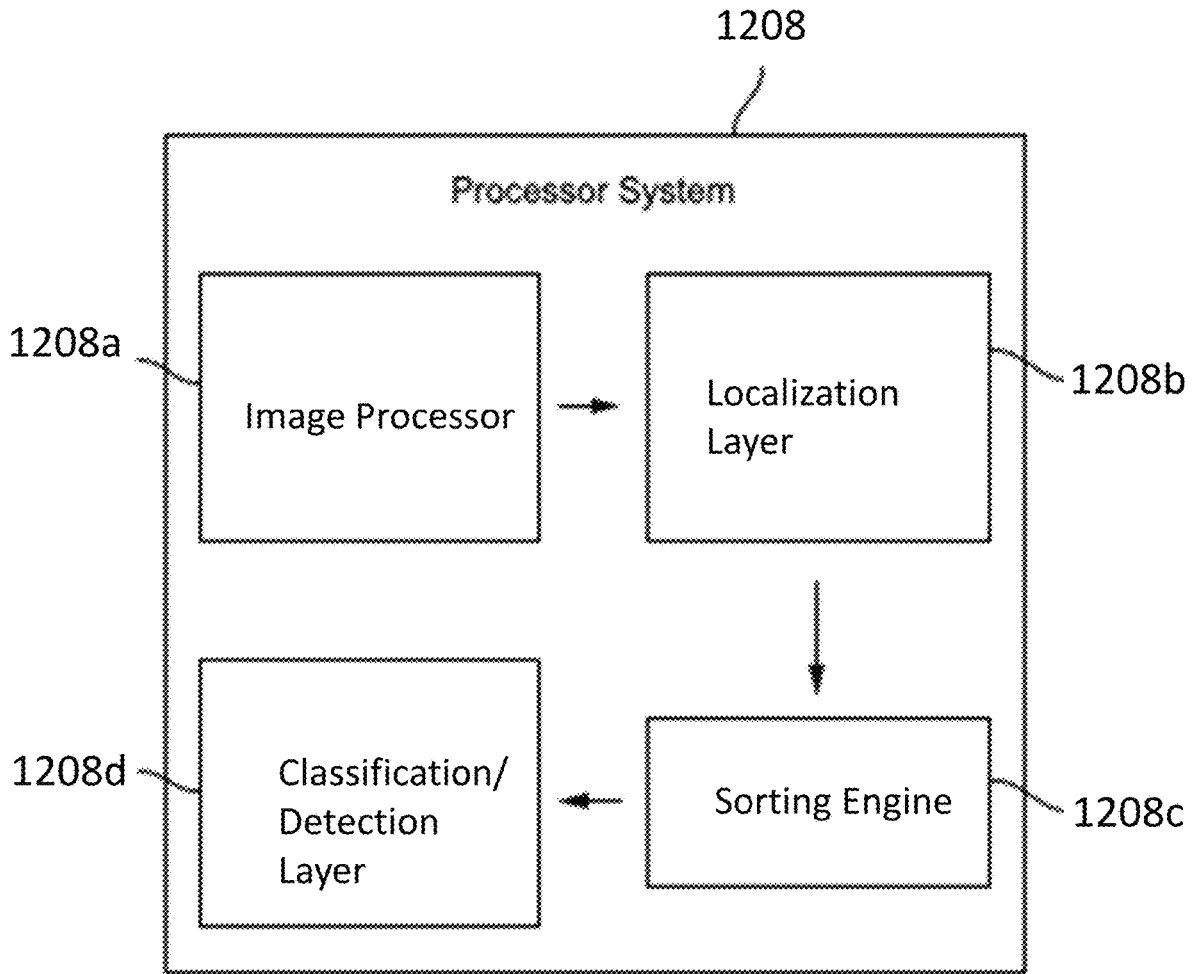 1208
Processor System
1208a
Image Processor
Localization
Layer
1208b
1208d
Classification/
Detection
Layer
Sorting Engine
1208c